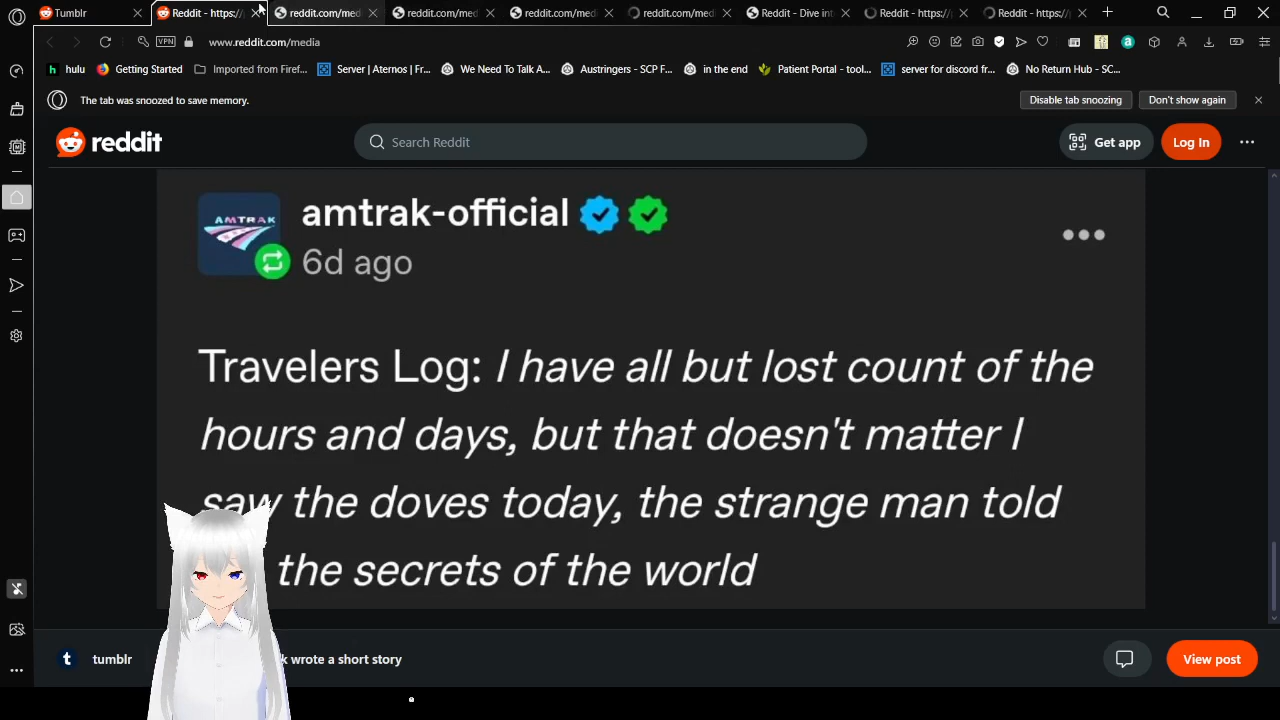 Tumblr
Reddit - https://
reddit.com/med
reddit.com/med
reddit.com/med
reddit.com/med
Reddit - Dive int
Reddit - https://
Reddit - https://
VPN
www.reddit.com/media
hulu
Getting Started
Imported from Firef...
Server | Aternos | Fr...
We Need To Talk A...
Austringers - SCP F...
in the end
Patient Portal - tool...
server for discord fr...
No Return Hub - SC...
The tab was snoozed to save memory.
Disable tab snoozing
Don't show again
reddit
Search Reddit
Get app
Log In
AMTRAK
amtrak-official
6d ago
Travelers Log: I have all but lost count of the
hours and days, but that doesn't matter I
saw the doves today, the strange man told
the secrets of the world
tumblr
k wrote a short story
View post